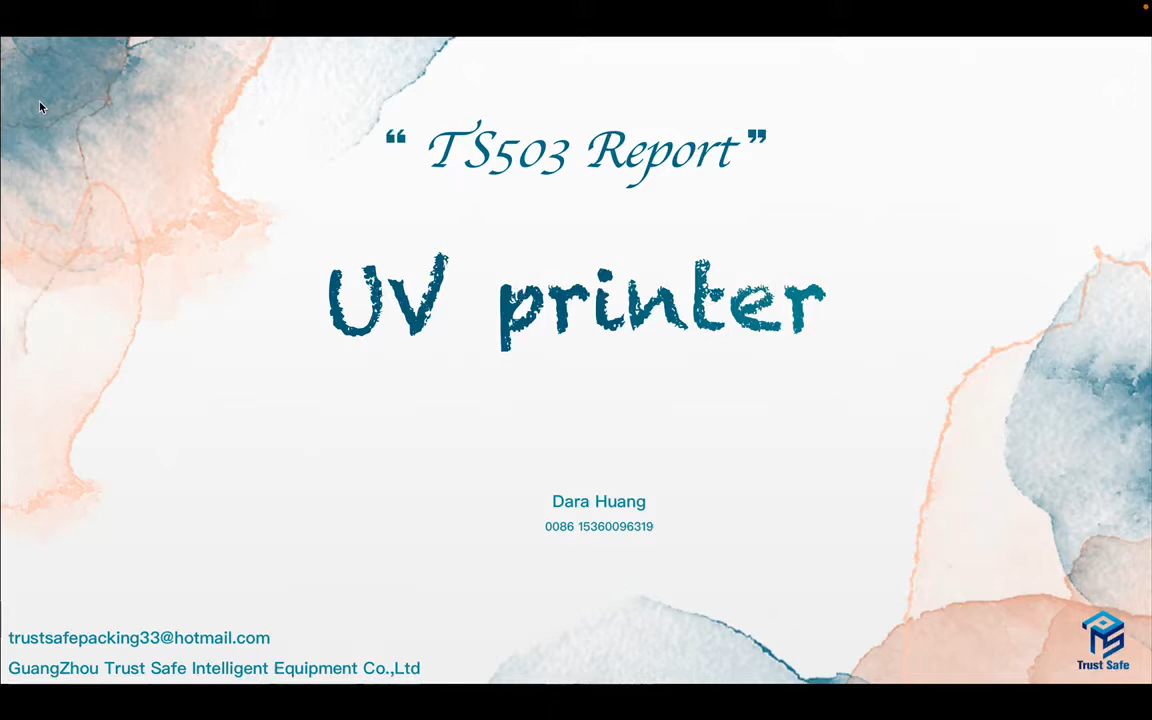 “ TS503 Report ”
UV printer
Dara Huang
0086 15360096319
trustsafepacking33@hotmail.com
GuangZhou Trust Safe Intelligent Equipment Co.,Ltd
Trust Safe